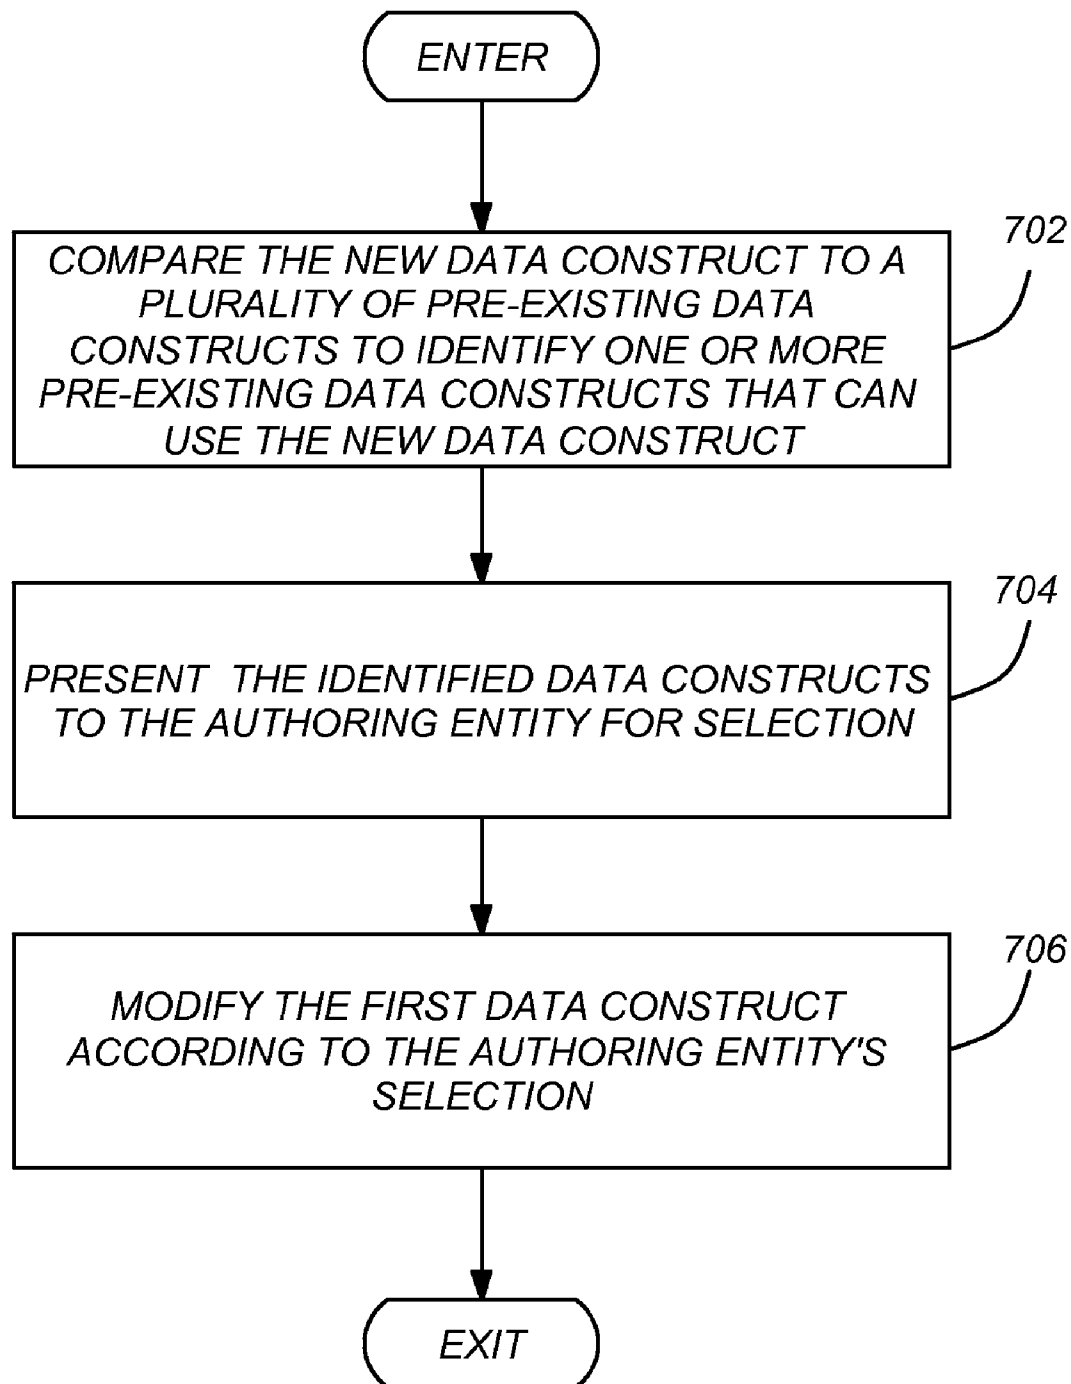 ENTER
702
COMPARE THE NEW DATA CONSTRUCT TO A
PLURALITY OF PRE-EXISTING DATA
CONSTRUCTS TO IDENTIFY ONE OR MORE
PRE-EXISTING DATA CONSTRUCTS THAT CAN
USE THE NEW DATA CONSTRUCT
704
PRESENT THE IDENTIFIED DATA CONSTRUCTS
TO THE AUTHORING ENTITY FOR SELECTION
706
MODIFY THE FIRST DATA CONSTRUCT
ACCORDING TO THE AUTHORING ENTITY'S
SELECTION
EXIT